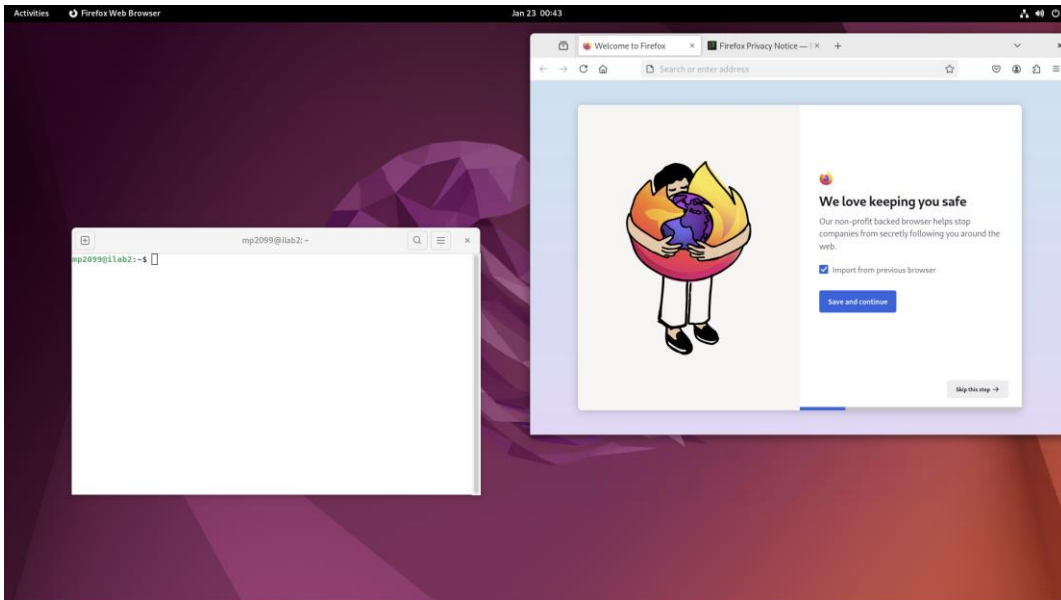 Activities Firefox Web Browser Jan 23 00:43
Welcome to Firefox × Firefox Privacy Notice — × +
Search or enter address
mp2099@ilab2: ~
mp2099@ilab2:~$
We love keeping you safe
Our non-profit backed browser helps stop
companies from secretly following you around the
web.
Import from previous browser
Save and continue
Skip this step →